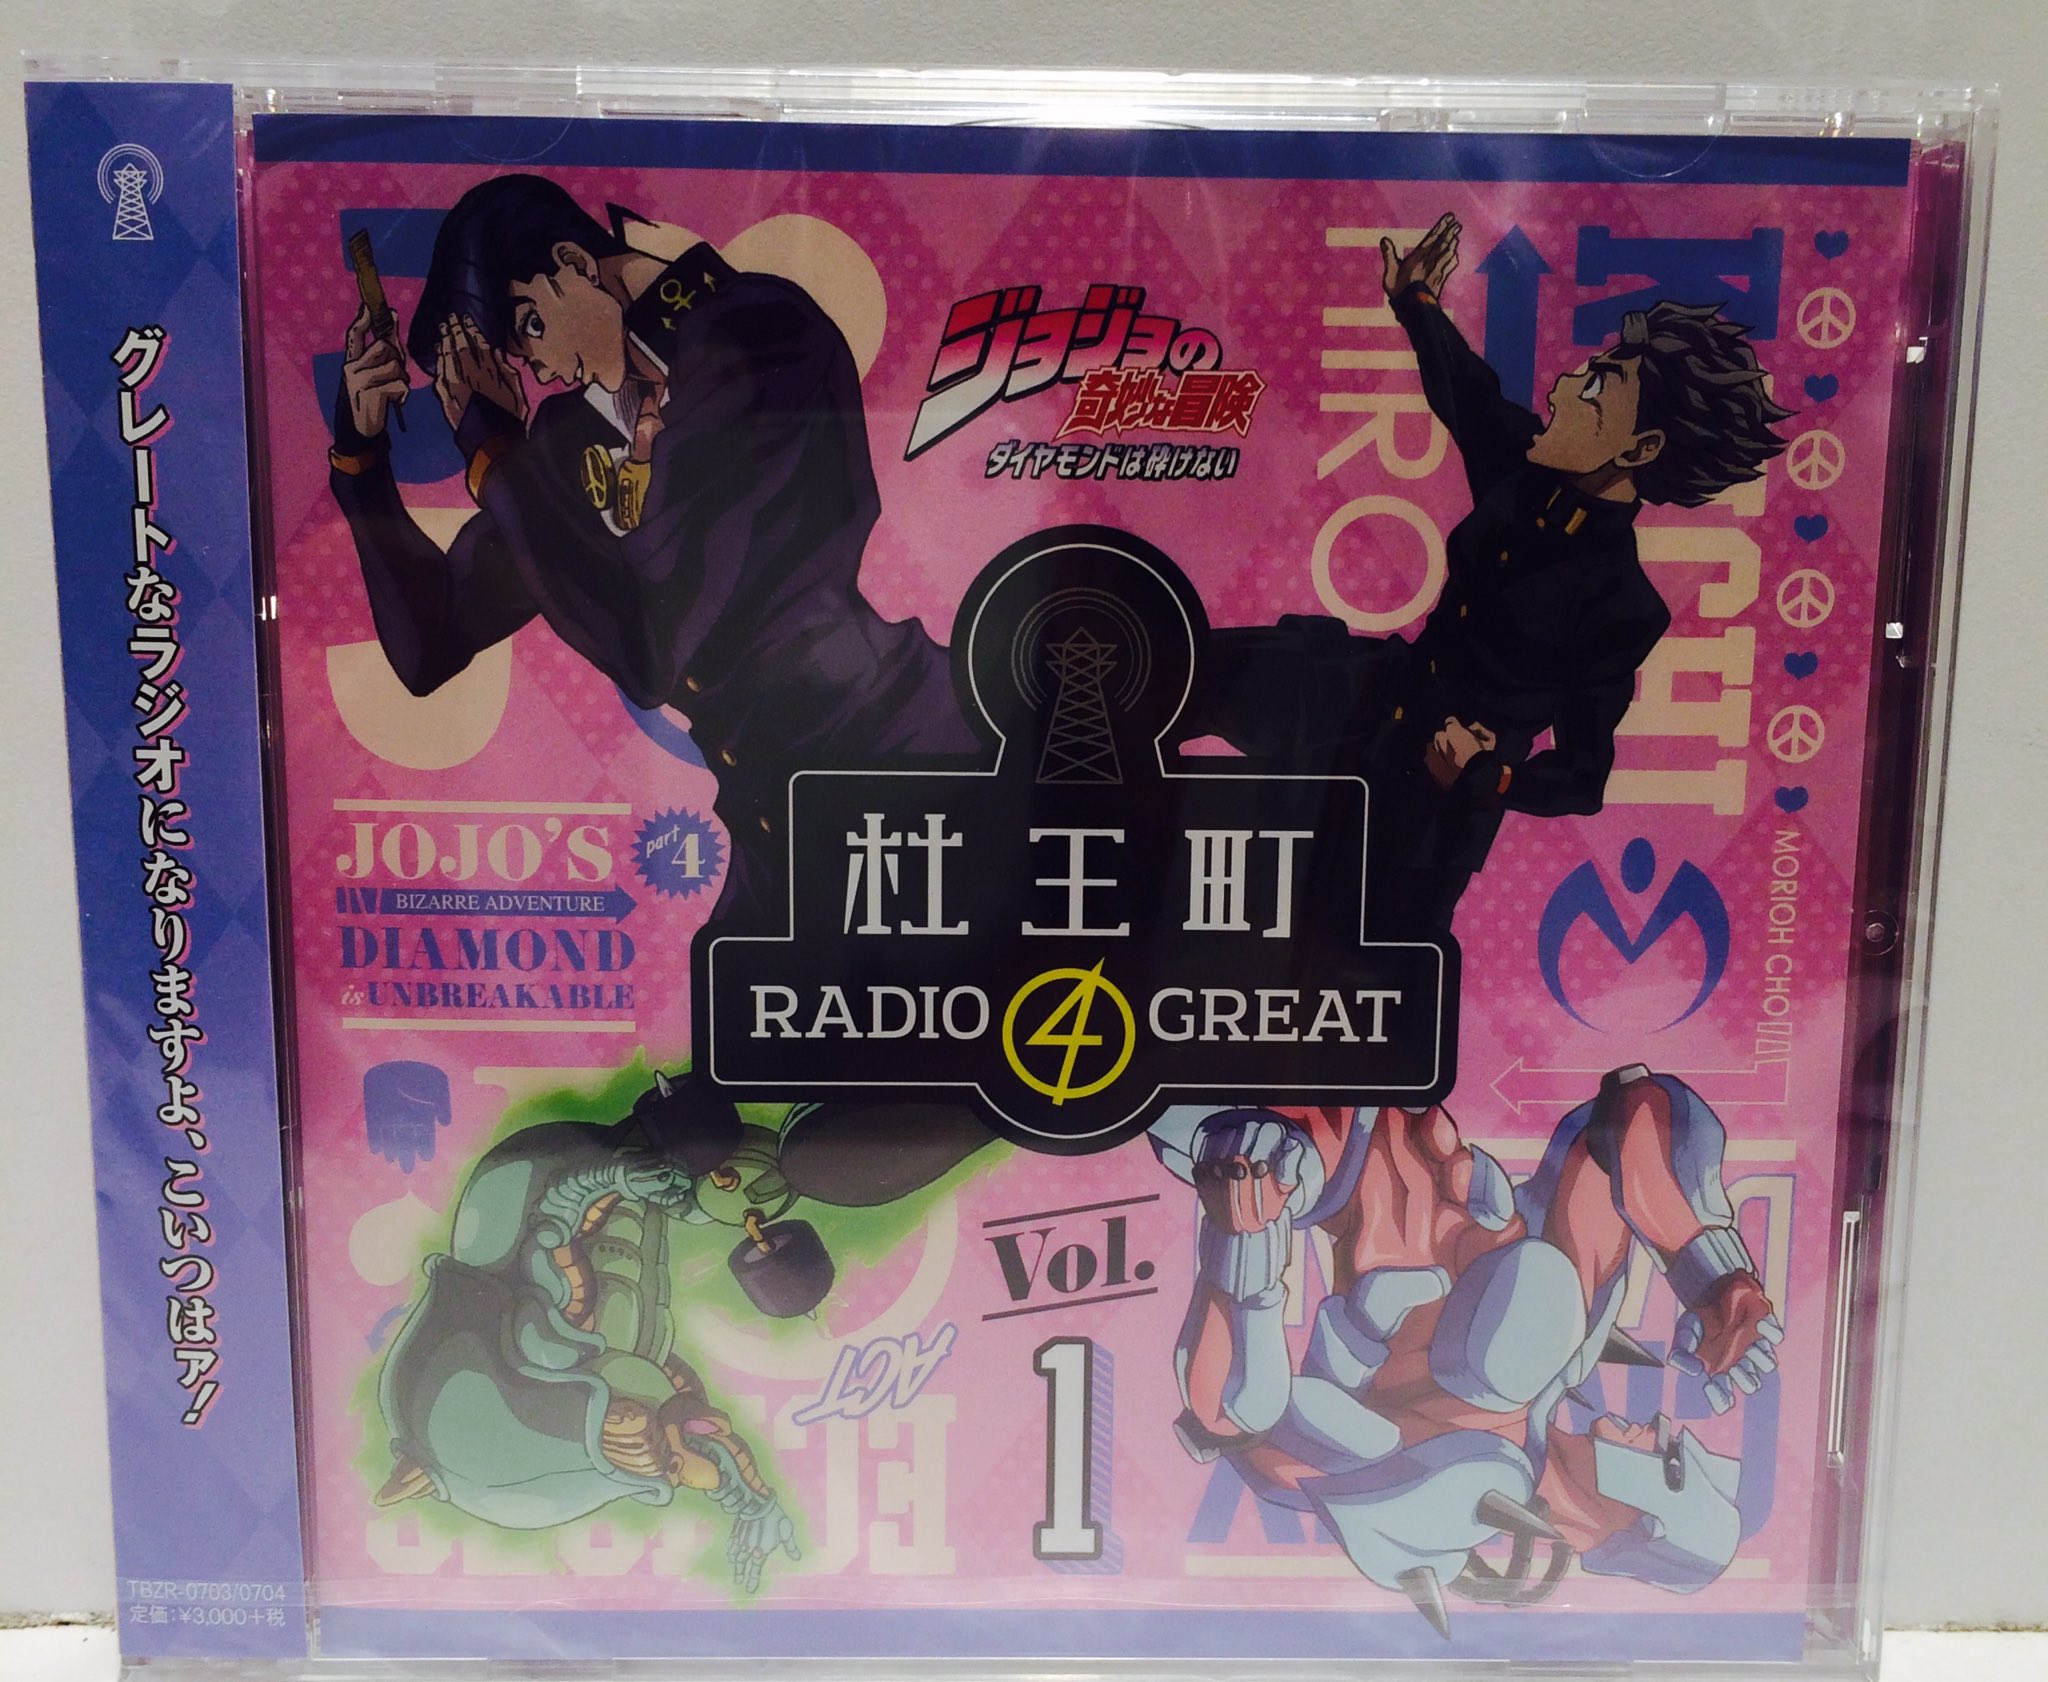 グレートなラジオになりますよ、こいつはァ！
TBZR-0703/0704
定価：¥3,000＋税
ジョジョの
奇妙な冒険
ダイヤモンドは砕けない
HIRO
KOICHI
MORIOH CHO
JOJO'S
part 4
BIZARRE ADVENTURE
DIAMOND
is UNBREAKABLE
杜王町
RADIO 4 GREAT
Vol.
1
ACT
ECHOES